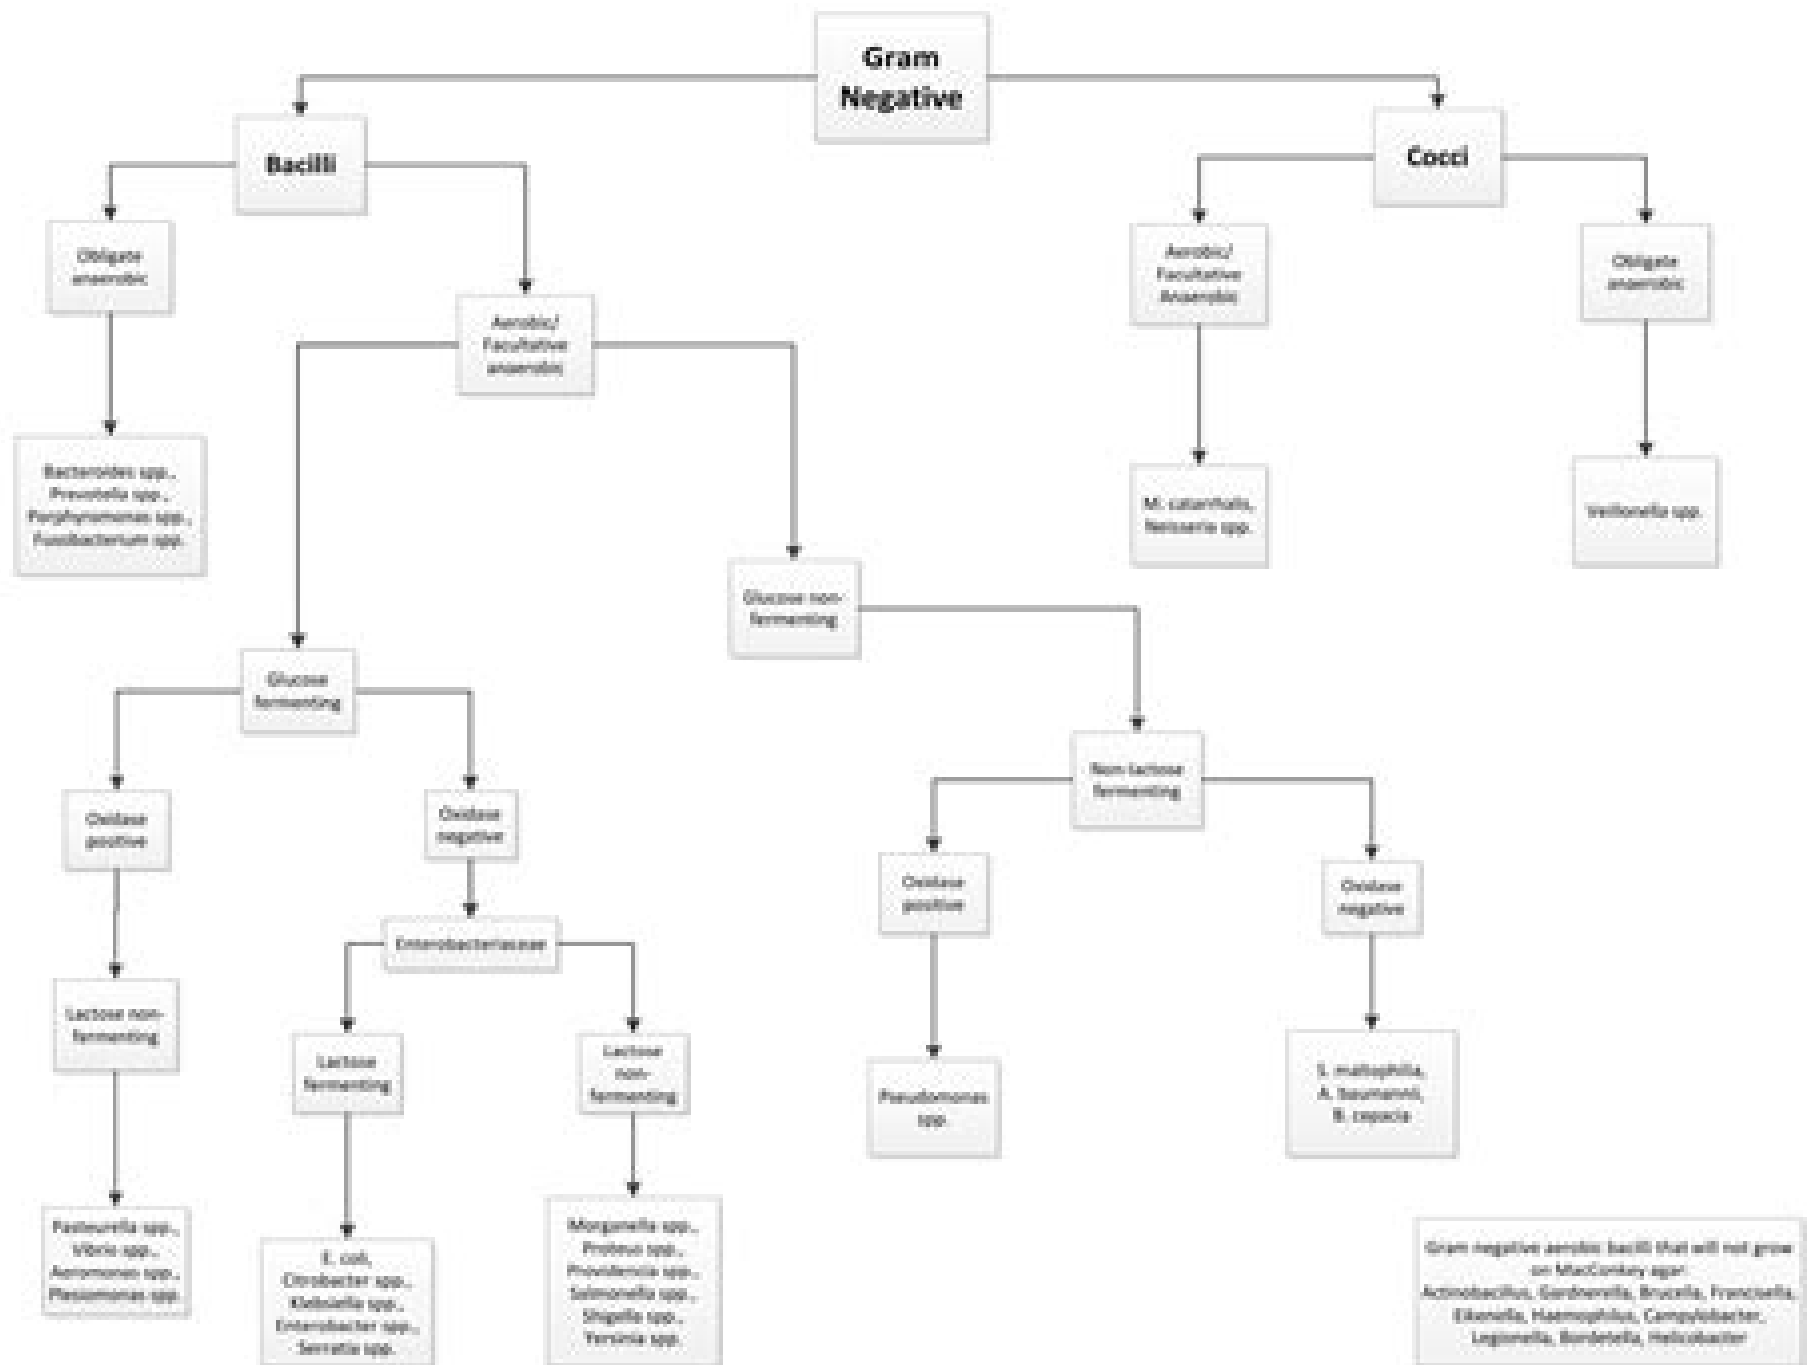 Gram
Negative
Bacilli
Cocci
Obligate
anaerobic
Aerobic/
Facultative
anaerobic
Aerobic/
Facultative
Anaerobic
Obligate
anaerobic
Bacteroides spp.,
Prevotella spp.,
Porphyromonas spp.,
Fusobacterium spp.
M. catarrhalis,
Neisseria spp.
Veillonella spp.
Glucose non-
fermenting
Glucose
fermenting
Non-lactose
fermenting
Oxidase
positive
Oxidase
negative
Oxidase
positive
Oxidase
negative
Enterobacteriaseae
Lactose non-
fermenting
Lactose
fermenting
Lactose
non-
fermenting
Pseudomonas
spp.
S. maltophilia,
A. baumannii,
B. cepacia
Pasteurella spp.,
Vibrio spp.,
Aeromonas spp.,
Plesiomonas spp.
E. coli,
Citrobacter spp.,
Klebsiella spp.,
Enterobacter spp.,
Serratia spp.
Morganella spp.,
Proteus spp.,
Providencia spp.,
Salmonella spp.,
Shigella spp.,
Yersinia spp.
Gram negative aerobic bacilli that will not grow
on MacConkey agar:
Actinobacillus, Gardnerella, Brucella, Francisella,
Eikenella, Haemophilus, Campylobacter,
Legionella, Bordetella, Helicobacter